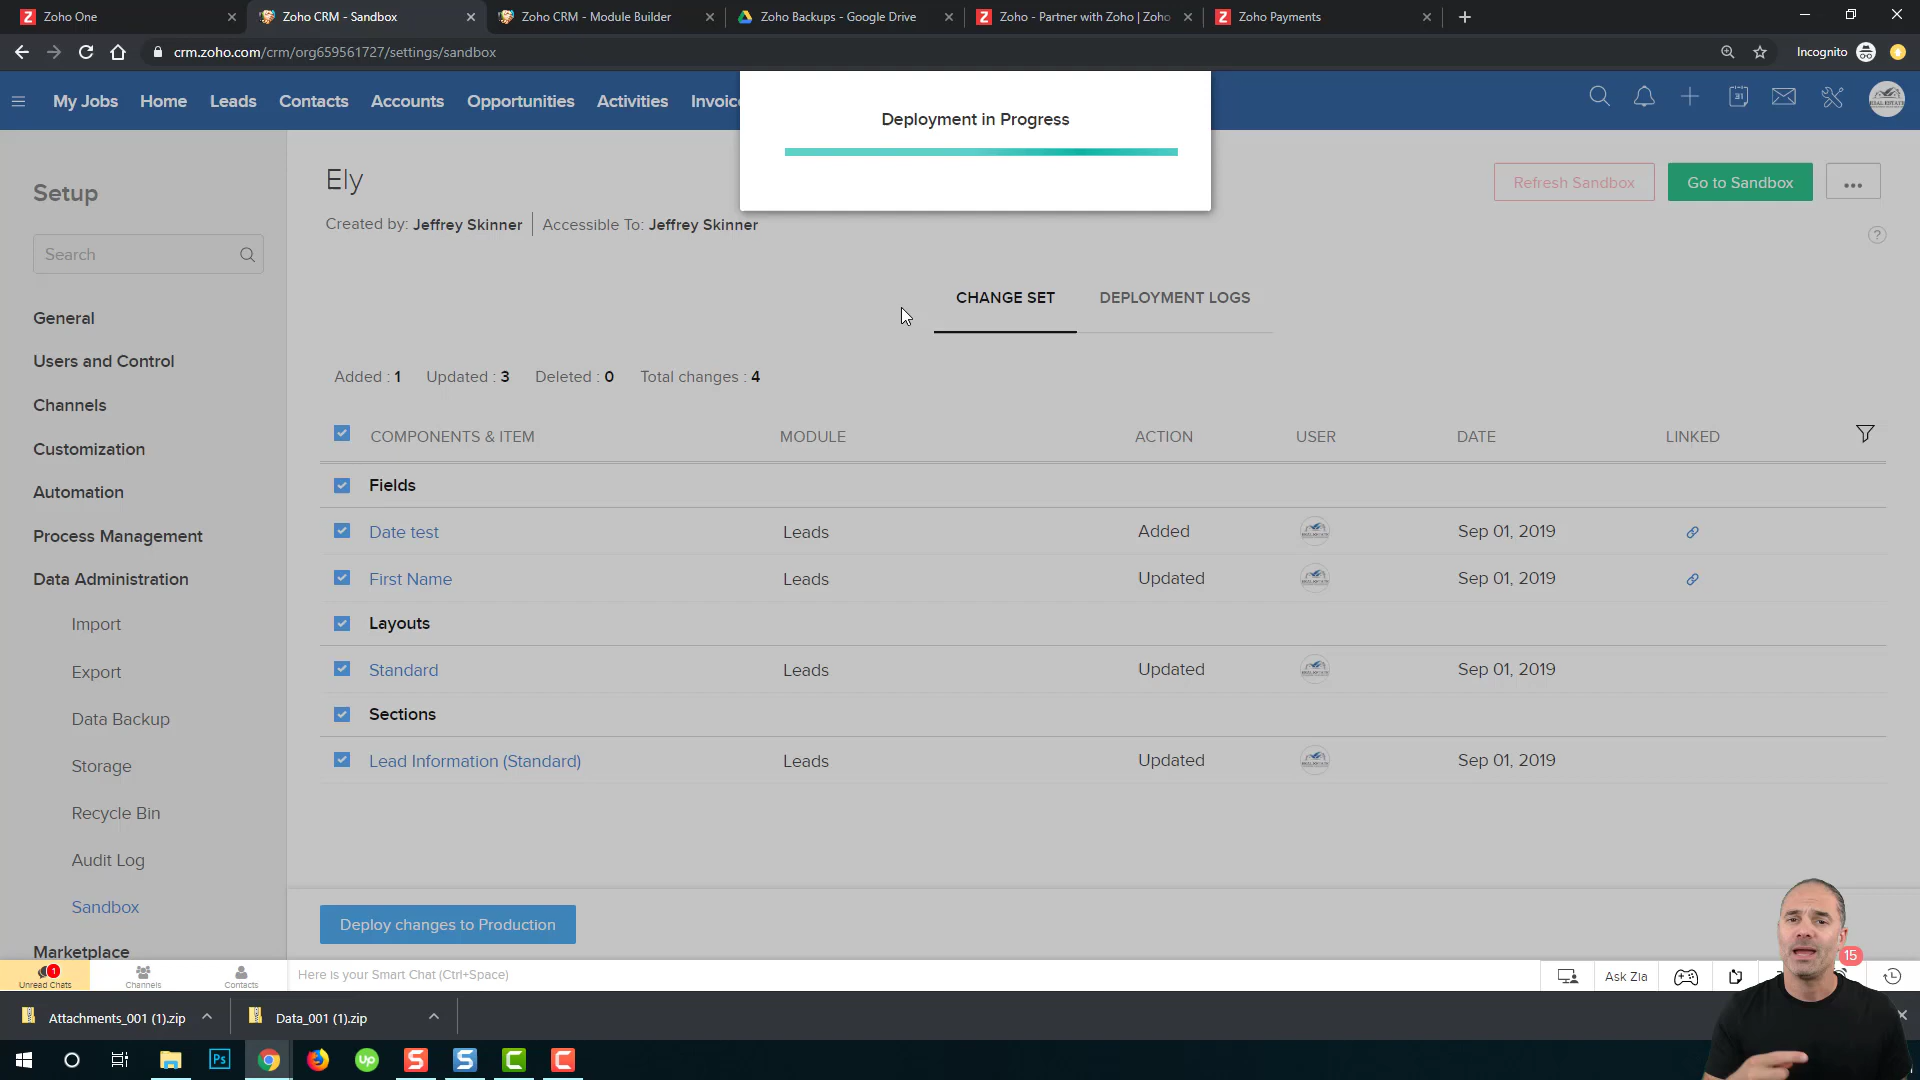 Zoho One
Zoho CRM - Sandbox
Zoho CRM - Module Builder
Zoho Backups - Google Drive
Zoho - Partner with Zoho | Zoho
Zoho Payments
crm.zoho.com/crm/org659561727/settings/sandbox
Incognito
My Jobs Home Leads Contacts Accounts Opportunities Activities Invoic
31
Deployment in Progress
Setup
Search
General
Users and Control
Channels
Customization
Automation
Process Management
Data Administration
Import
Export
Data Backup
Storage
Recycle Bin
Audit Log
Sandbox
Marketplace
Ely
Created by: Jeffrey Skinner Accessible To: Jeffrey Skinner
Refresh Sandbox
Go to Sandbox
...
?
CHANGE SET DEPLOYMENT LOGS
Added : 1 Updated : 3 Deleted : 0 Total changes : 4
COMPONENTS & ITEM MODULE ACTION USER DATE LINKED
Fields
Date test Leads Added Sep 01, 2019
First Name Leads Updated Sep 01, 2019
Layouts
Standard Leads Updated Sep 01, 2019
Sections
Lead Information (Standard) Leads Updated Sep 01, 2019
Deploy changes to Production
1
Unread Chats
Channels
Contacts
Here is your Smart Chat (Ctrl+Space)
Ask Zia
15
Attachments_001 (1).zip
Data_001 (1).zip
Ps
Up
S
S
C
C